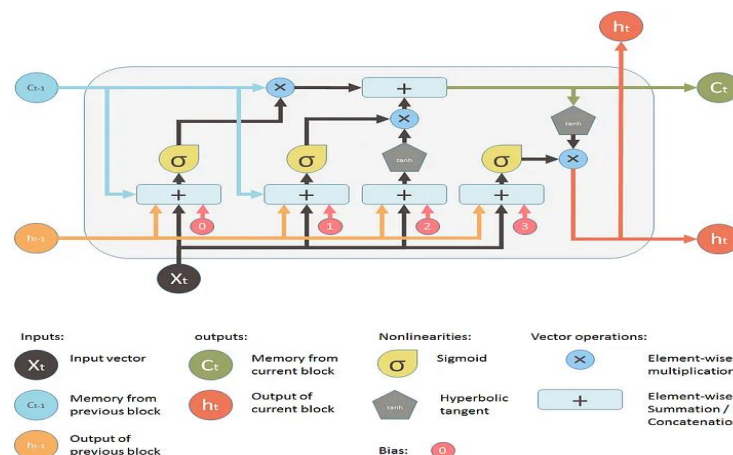 ht
Ct-1
×
+
Ct
tanh
×
σ
σ
tanh
σ
×
+
+
+
+
ht-1
0
1
2
3
ht
Xt
Inputs:
outputs:
Nonlinearities:
Vector operations:
Xt
Input vector
Ct
Memory from
current block
σ
Sigmoid
×
Element-wise
multiplication
Ct-1
Memory from
previous block
ht
Output of
current block
tanh
Hyperbolic
tangent
+
Element-wise
Summation /
Concatenation
ht-1
Output of
previous block
Bias:
0